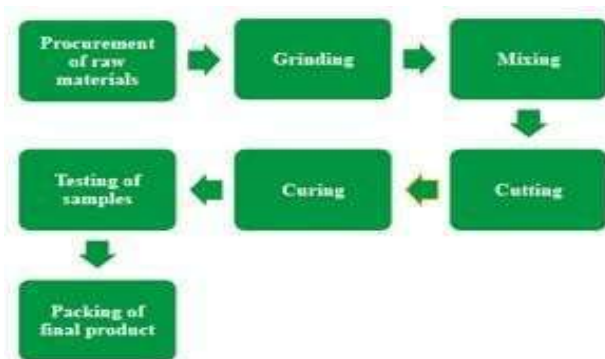 Procurement
of raw
materials
Grinding
Mixing
Cutting
Curing
Testing of
samples
Packing of
final product